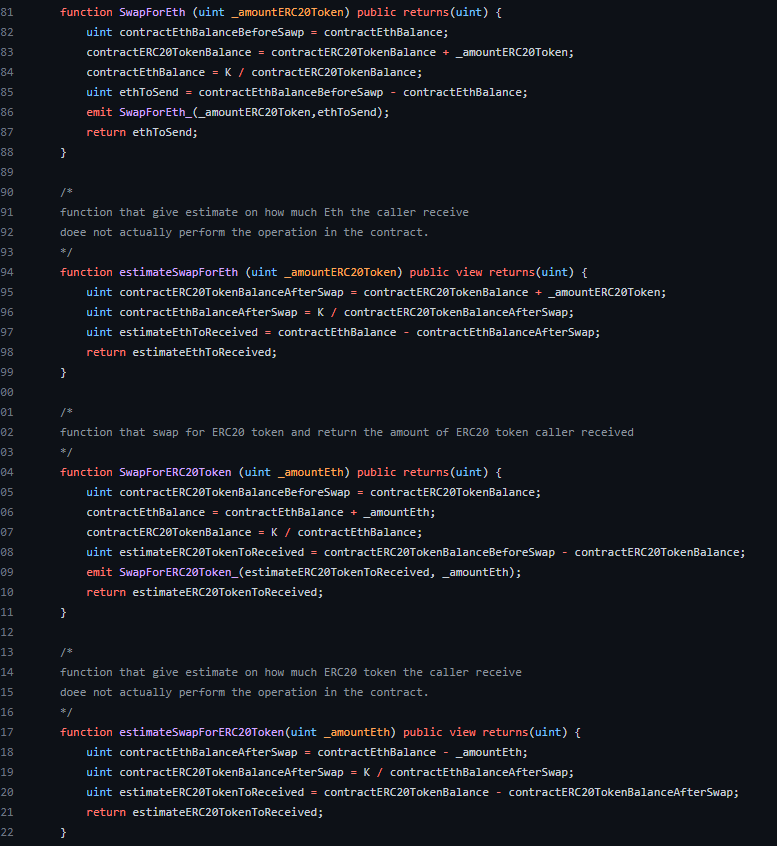 81 function SwapForEth (uint _amountERC20Token) public returns(uint) {
82 uint contractEthBalanceBeforeSawp = contractEthBalance;
83 contractERC20TokenBalance = contractERC20TokenBalance + _amountERC20Token;
84 contractEthBalance = K / contractERC20TokenBalance;
85 uint ethToSend = contractEthBalanceBeforeSawp - contractEthBalance;
86 emit SwapForEth_(_amountERC20Token,ethToSend);
87 return ethToSend;
88 }
89
90 /*
91 function that give estimate on how much Eth the caller receive
92 doee not actually perform the operation in the contract.
93 */
94 function estimateSwapForEth (uint _amountERC20Token) public view returns(uint) {
95 uint contractERC20TokenBalanceAfterSwap = contractERC20TokenBalance + _amountERC20Token;
96 uint contractEthBalanceAfterSwap = K / contractERC20TokenBalanceAfterSwap;
97 uint estimateEthToReceived = contractEthBalance - contractEthBalanceAfterSwap;
98 return estimateEthToReceived;
99 }
00
01 /*
02 function that swap for ERC20 token and return the amount of ERC20 token caller received
03 */
04 function SwapForERC20Token (uint _amountEth) public returns(uint) {
05 uint contractERC20TokenBalanceBeforeSwap = contractERC20TokenBalance;
06 contractEthBalance = contractEthBalance + _amountEth;
07 contractERC20TokenBalance = K / contractEthBalance;
08 uint estimateERC20TokenToReceived = contractERC20TokenBalanceBeforeSwap - contractERC20TokenBalance;
09 emit SwapForERC20Token_(estimateERC20TokenToReceived, _amountEth);
10 return estimateERC20TokenToReceived;
11 }
12
13 /*
14 function that give estimate on how much ERC20 token the caller receive
15 doee not actually perform the operation in the contract.
16 */
17 function estimateSwapForERC20Token(uint _amountEth) public view returns(uint) {
18 uint contractEthBalanceAfterSwap = contractEthBalance - _amountEth;
19 uint contractERC20TokenBalanceAfterSwap = K / contractEthBalanceAfterSwap;
20 uint estimateERC20TokenToReceived = contractERC20TokenBalance - contractERC20TokenBalanceAfterSwap;
21 return estimateERC20TokenToReceived;
22 }